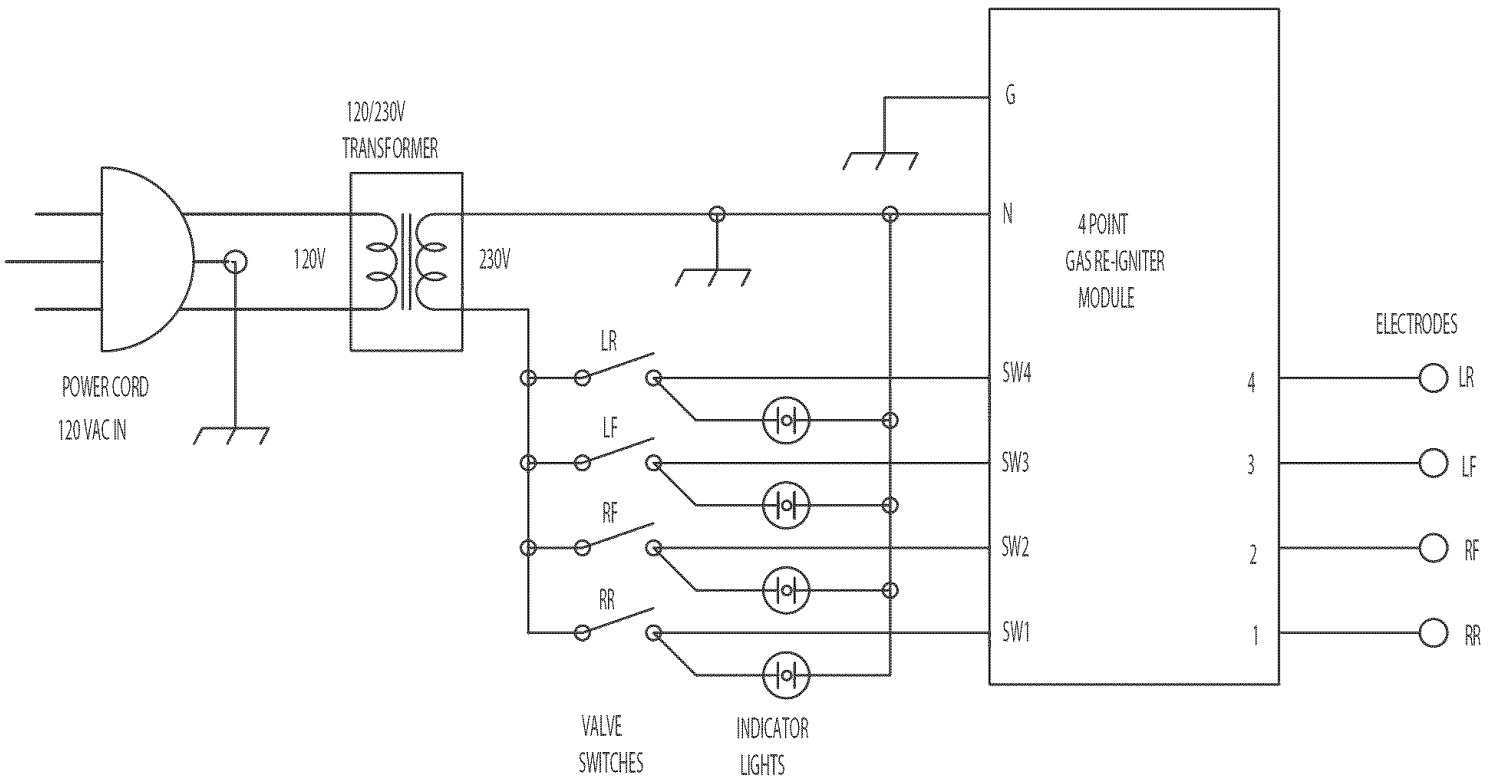 120/230V
TRANSFORMER
120V
230V
POWER CORD
120 VAC IN
G
N
4 POINT
GAS RE-IGNITER
MODULE
ELECTRODES
LR
SW4
4
LR
LF
SW3
3
LF
RF
SW2
2
RF
RR
SW1
1
RR
VALVE
SWITCHES
INDICATOR
LIGHTS